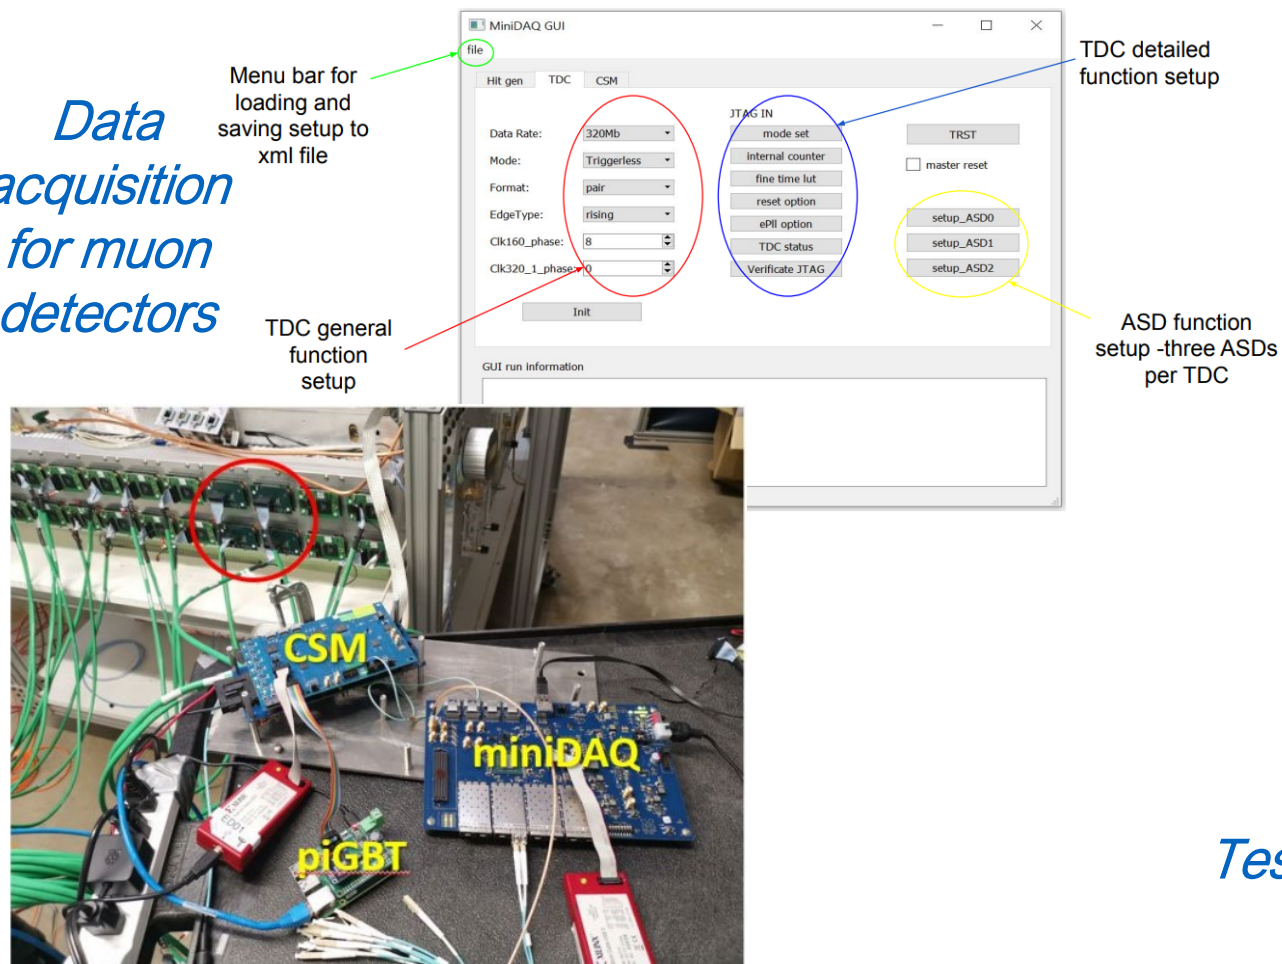 Data
acquisition
for muon
detectors
Menu bar for
loading and
saving setup to
xml file
MiniDAQ GUI
file
Hit gen TDC CSM
JTAG IN
Data Rate: 320Mb mode set TRST
Mode: Triggerless internal counter master reset
Format: pair fine time lut
reset option
EdgeType: rising ePll option setup_ASD0
Clk160_phase: 8 TDC status setup_ASD1
Clk320_1_phase: 0 Verificate JTAG setup_ASD2
Init
GUI run information
TDC detailed
function setup
TDC general
function
setup
ASD function
setup -three ASDs
per TDC
CSM
miniDAQ
piGBT
XILINX
ED01
XILINX
Tes